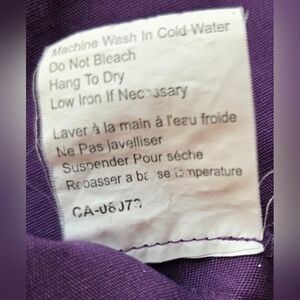 Machine Wash In Cold Water
Do Not Bleach
Hang To Dry
Low Iron If Necessary
Laver à la main à l'eau froide
Ne Pas javelliser
Suspender Pour séche
Repasser a basse temperature